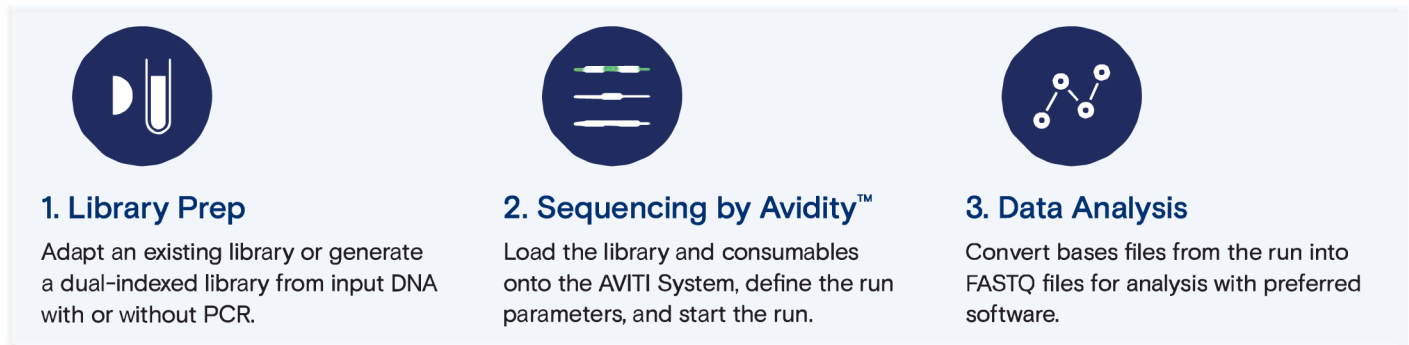 1. Library Prep
Adapt an existing library or generate
a dual-indexed library from input DNA
with or without PCR.
2. Sequencing by Avidity™
Load the library and consumables
onto the AVITI System, define the run
parameters, and start the run.
3. Data Analysis
Convert bases files from the run into
FASTQ files for analysis with preferred
software.